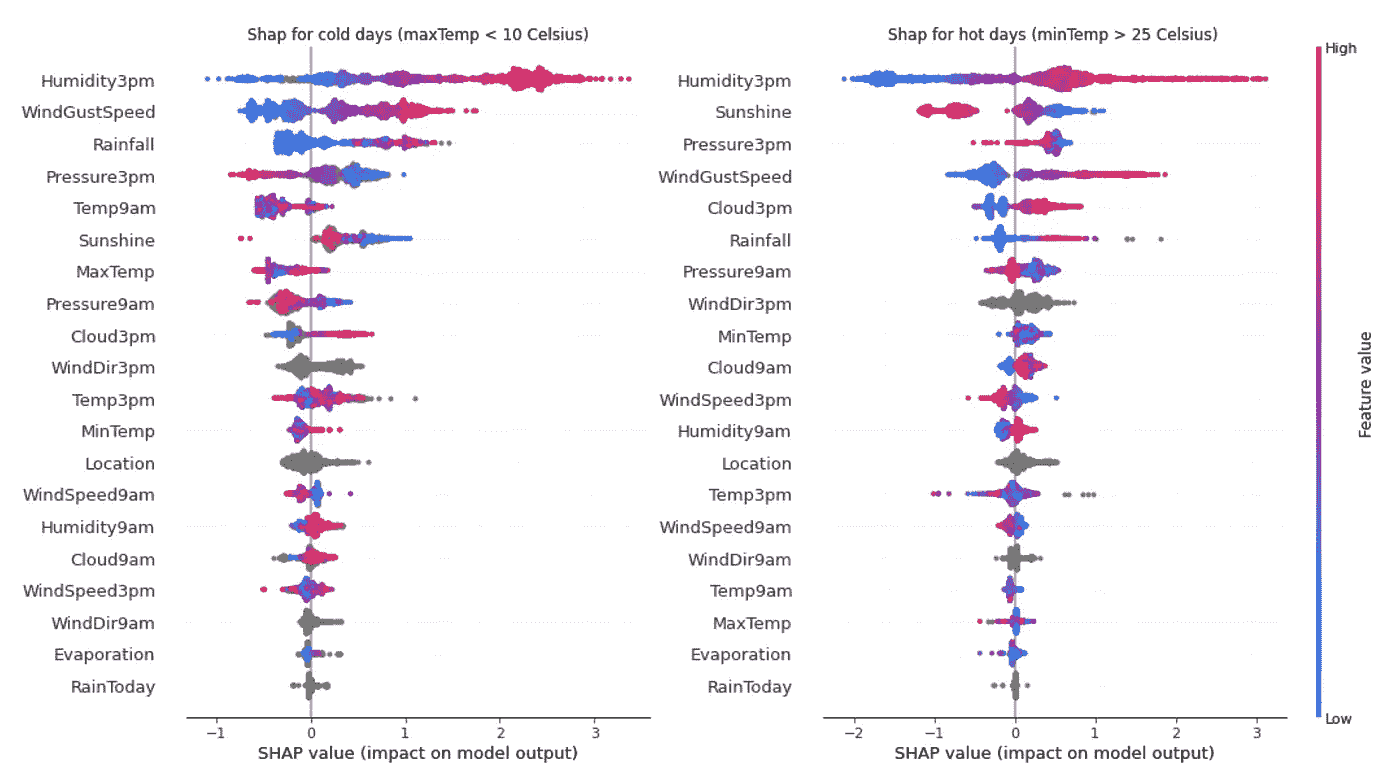 Shap for cold days (maxTemp < 10 Celsius)
Humidity3pm
WindGustSpeed
Rainfall
Pressure3pm
Temp9am
Sunshine
MaxTemp
Pressure9am
Cloud3pm
WindDir3pm
Temp3pm
MinTemp
Location
WindSpeed9am
Humidity9am
Cloud9am
WindSpeed3pm
WindDir9am
Evaporation
RainToday
−1 0 1 2 3
SHAP value (impact on model output)
Shap for hot days (minTemp > 25 Celsius)
Humidity3pm
Sunshine
Pressure3pm
WindGustSpeed
Cloud3pm
Rainfall
Pressure9am
WindDir3pm
MinTemp
Cloud9am
WindSpeed3pm
Humidity9am
Location
Temp3pm
WindSpeed9am
WindDir9am
Temp9am
MaxTemp
Evaporation
RainToday
−2 −1 0 1 2 3
SHAP value (impact on model output)
High
Feature value
Low